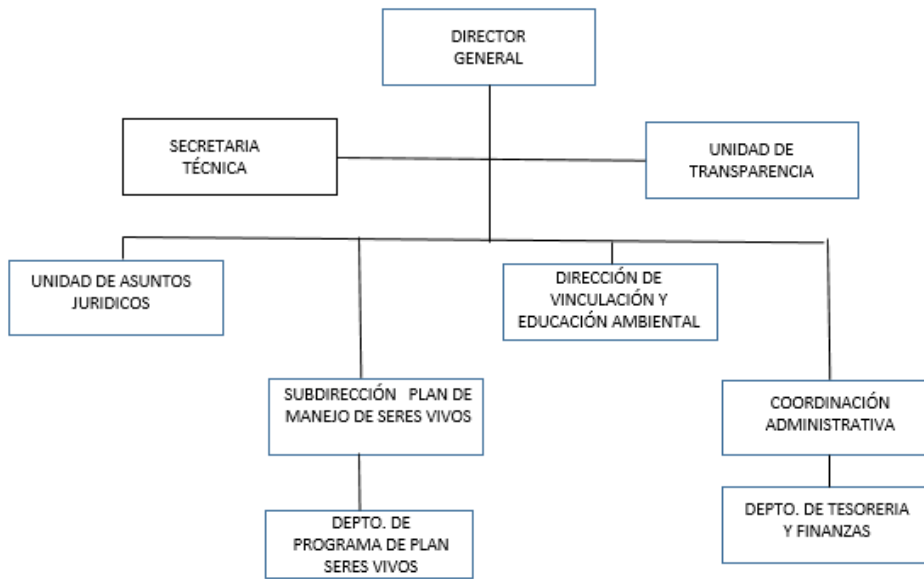 DIRECTOR
GENERAL
SECRETARIA
TÉCNICA
UNIDAD DE
TRANSPARENCIA
UNIDAD DE ASUNTOS
JURIDICOS
DIRECCIÓN DE
VINCULACIÓN Y
EDUCACIÓN AMBIENTAL
SUBDIRECCIÓN PLAN DE
MANEJO DE SERES VIVOS
COORDINACIÓN
ADMINISTRATIVA
DEPTO. DE
PROGRAMA DE PLAN
SERES VIVOS
DEPTO. DE TESORERIA
Y FINANZAS